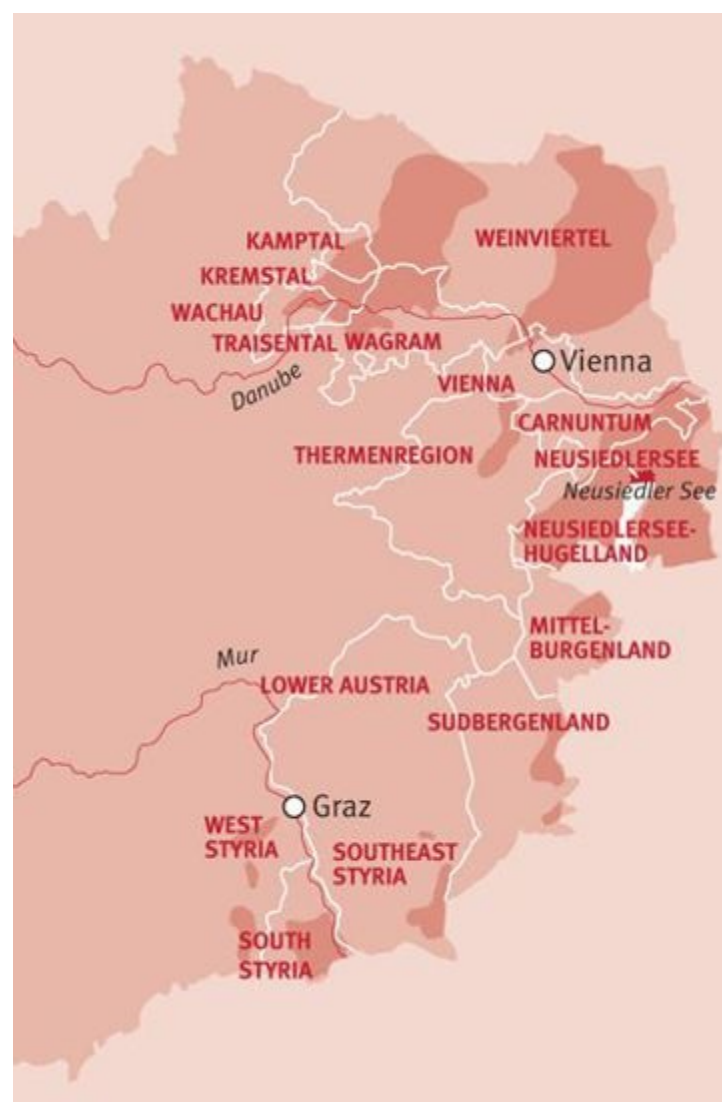 KAMPTAL
WEINVIERTEL
KREMSTAL
WACHAU
TRAISENTAL WAGRAM
Danube
Vienna
VIENNA
CARNUNTUM
THERMENREGION
NEUSIEDLERSEE
Neusiedler See
NEUSIEDLERSEE-
HUGELLAND
MITTEL-
BURGENLAND
Mur
LOWER AUSTRIA
SUDBERGENLAND
Graz
WEST
STYRIA
SOUTHEAST
STYRIA
SOUTH
STYRIA